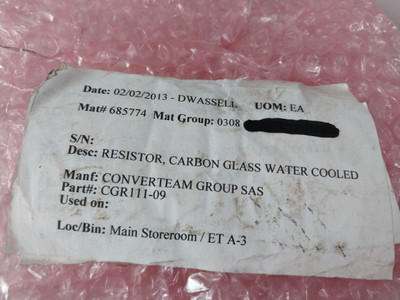 Date: 02/02/2013 - DWASSELL UOM: EA
Mat# 685774 Mat Group: 0308
S/N:
Desc: RESISTOR, CARBON GLASS WATER COOLED
Manf: CONVERTEAM GROUP SAS
Part#: CGR111-09
Used on:
Loc/Bin: Main Storeroom / ET A-3